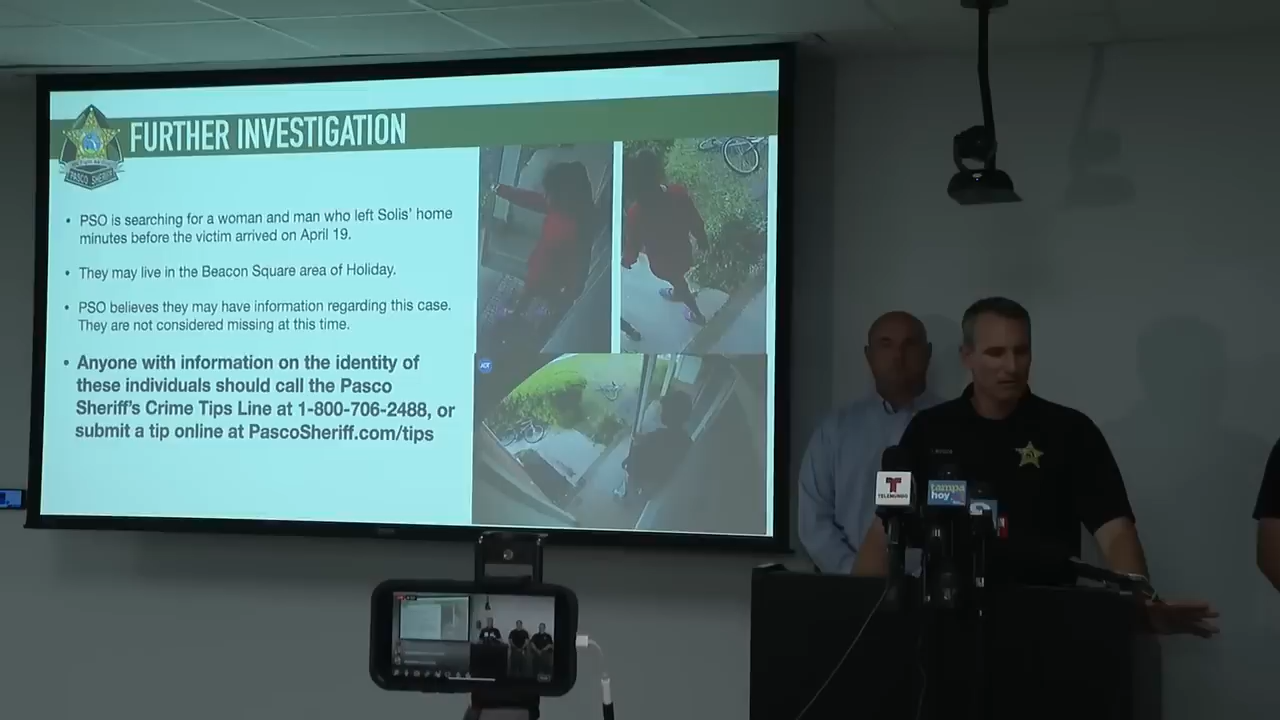 FURTHER INVESTIGATION
PASCO SHERIFF
• PSO is searching for a woman and man who left Solis' home
minutes before the victim arrived on April 19.
• They may live in the Beacon Square area of Holiday.
• PSO believes they may have information regarding this case.
They are not considered missing at this time.
• Anyone with information on the identity of
these individuals should call the Pasco
Sheriff's Crime Tips Line at 1-800-706-2488, or
submit a tip online at PascoSheriff.com/tips
ADT
TELEMUNDO
tampa
hoy